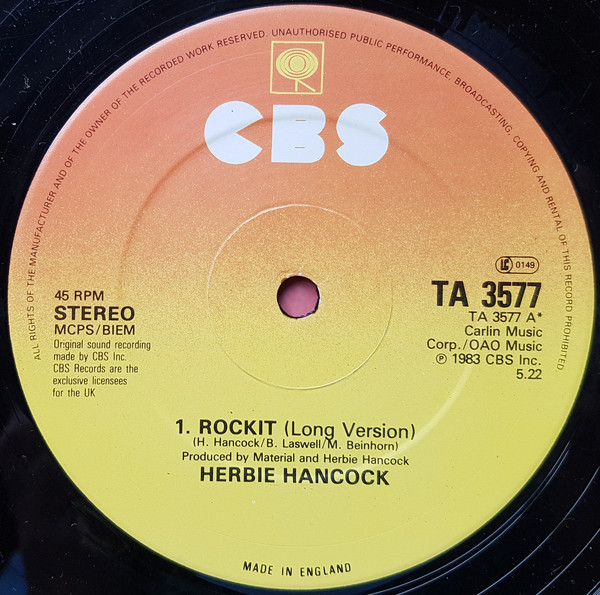 ALL RIGHTS OF THE MANUFACTURER AND OF THE OWNER OF THE RECORDED WORK RESERVED. UNAUTHORISED PUBLIC PERFORMANCE, BROADCASTING, COPYING AND RENTAL OF THIS RECORD PROHIBITED
CBS
LC 0149
45 RPM
STEREO
MCPS/BIEM
Original sound recording
made by CBS Inc.
CBS Records are the
exclusive licensees
for the UK
TA 3577
TA 3577 A*
Carlin Music
Corp./OAO Music
℗ 1983 CBS Inc.
5.22
1. ROCKIT (Long Version)
(H. Hancock/B. Laswell/M. Beinhorn)
Produced by Material and Herbie Hancock
HERBIE HANCOCK
MADE IN ENGLAND